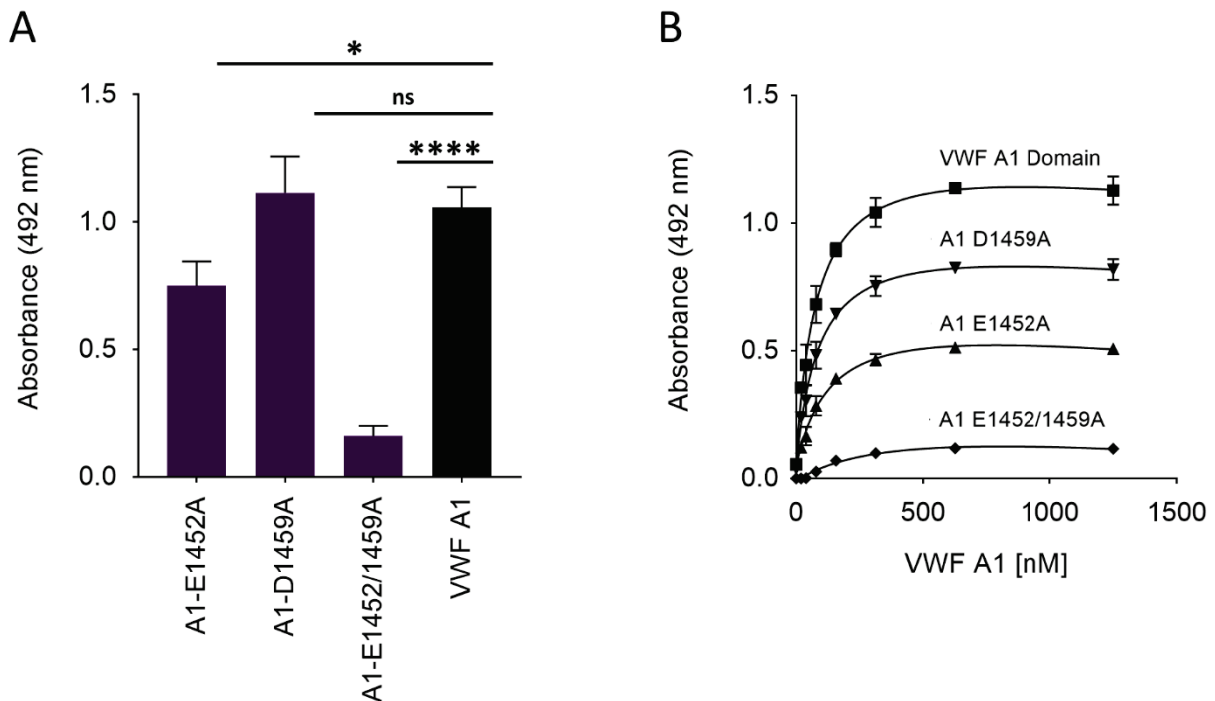 A
*
ns
****
1.5
1.0
0.5
0.0
Absorbance (492 nm)
A1-E1452A
A1-D1459A
A1-E1452/1459A
VWF A1
B
1.5
1.0
0.5
0.0
Absorbance (492 nm)
VWF A1 Domain
A1 D1459A
A1 E1452A
A1 E1452/1459A
0 500 1000 1500
VWF A1 [nM]